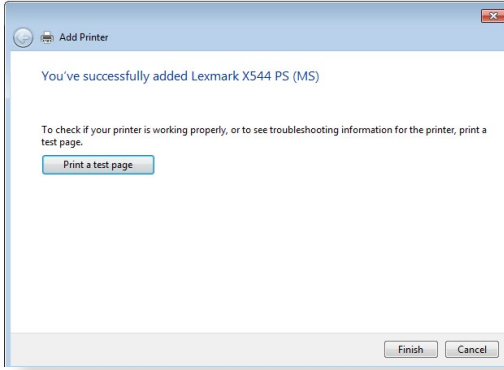 Add Printer
You've successfully added Lexmark X544 PS (MS)
To check if your printer is working properly, or to see troubleshooting information for the printer, print a
test page.
Print a test page
Finish Cancel